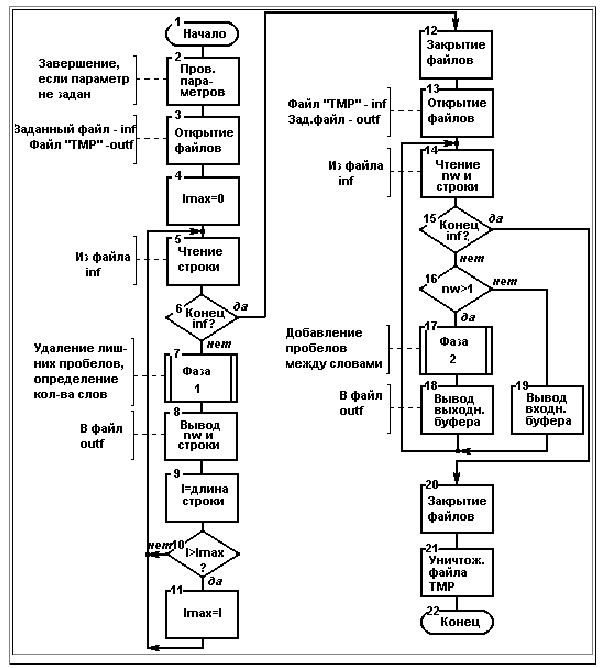 1
Начало
Завершение,
если параметр
не задан
2
Пров.
пара-
метров
Заданный файл - inf
Файл "TMP" -outf
3
Открытие
файлов
4
lmax=0
Из файла
inf
5
Чтение
строки
6
Конец
inf?
да
нет
Удаление лиш-
них пробелов,
определение
кол-ва слов
7
Фаза
1
В файл
outf
8
Вывод
nw и
строки
9
l=длина
строки
нет
10
l>lmax
?
да
11
lmax=l
12
Закрытие
файлов
Файл "TMP" - inf
Зад.файл - outf
13
Открытие
файлов
Из файла
inf
14
Чтение
nw и
строки
15
Конец
inf?
да
нет
16
nw>1
нет
да
Добавление
пробелов
между словами
17
Фаза
2
В файл
outf
18
Вывод
выходн.
буфера
19
Вывод
входн.
буфера
20
Закрытие
файлов
21
Уничтож.
файла
TMP
22
Конец